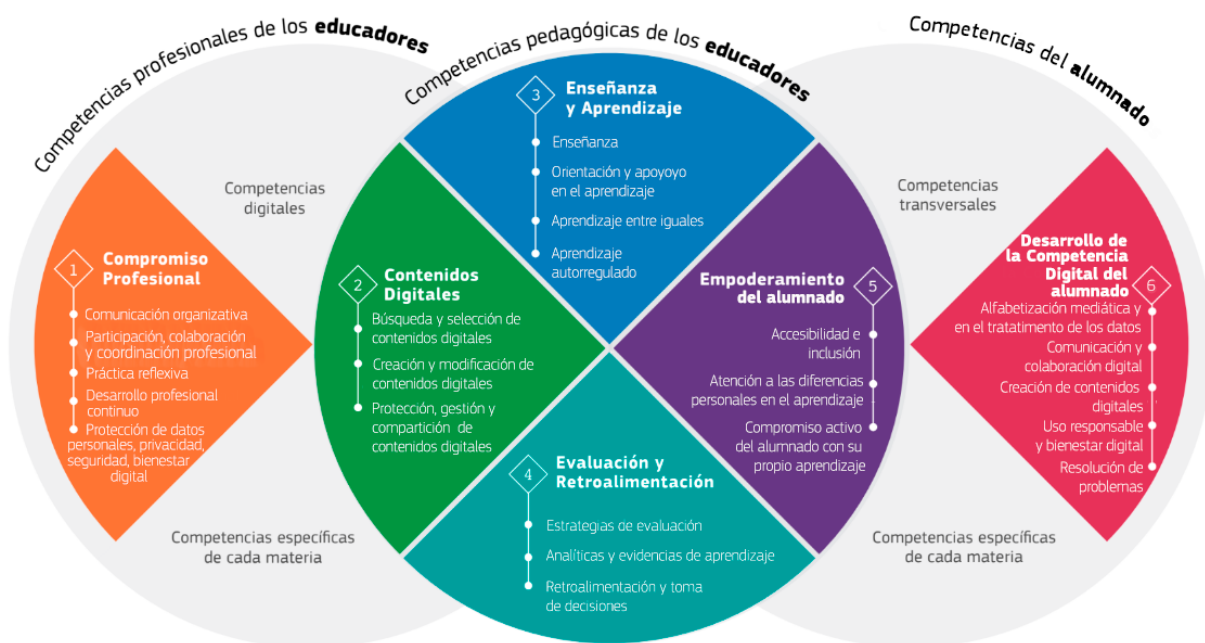 Competencias profesionales de los educadores
Competencias pedagógicas de los educadores
Competencias del alumnado
Competencias
digitales
Competencias específicas
de cada materia
1
Compromiso
Profesional
Comunicación organizativa
Participación, colaboración
y coordinación profesional
Práctica reflexiva
Desarrollo profesional
continuo
Protección de datos
personales, privacidad,
seguridad, bienestar
digital
2
Contenidos
Digitales
Búsqueda y selección de
contenidos digitales
Creación y modificación de
contenidos digitales
Protección, gestión y
compartición de
contenidos digitales
3
Enseñanza
y Aprendizaje
Enseñanza
Orientación y apoyoyo
en el aprendizaje
Aprendizaje entre iguales
Aprendizaje
autorregulado
4
Evaluación y
Retroalimentación
Estrategias de evaluación
Analíticas y evidencias de aprendizaje
Retroalimentación y toma
de decisiones
5
Empoderamiento
del alumnado
Accesibilidad e
inclusión
Atención a las diferencias
personales en el aprendizaje
Compromiso activo
del alumnado con su
propio aprendizaje
Competencias
transversales
Competencias específicas
de cada materia
6
Desarrollo de
la Competencia
Digital del
alumnado
Alfabetización mediática y
en el tratatimento de los datos
Comunicación y
colaboración digital
Creación de contenidos
digitales
Uso responsable
y bienestar digital
Resolución de
problemas